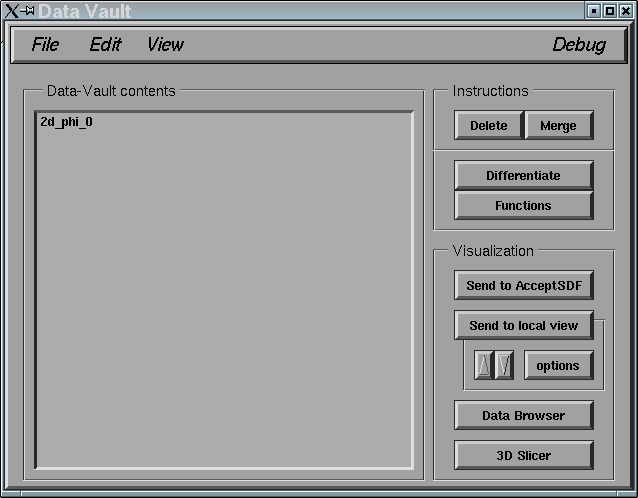 Data Vault
File Edit View Debug
Data-Vault contents
2d_phi_0
Instructions
Delete Merge
Differentiate
Functions
Visualization
Send to AcceptSDF
Send to local view
options
Data Browser
3D Slicer